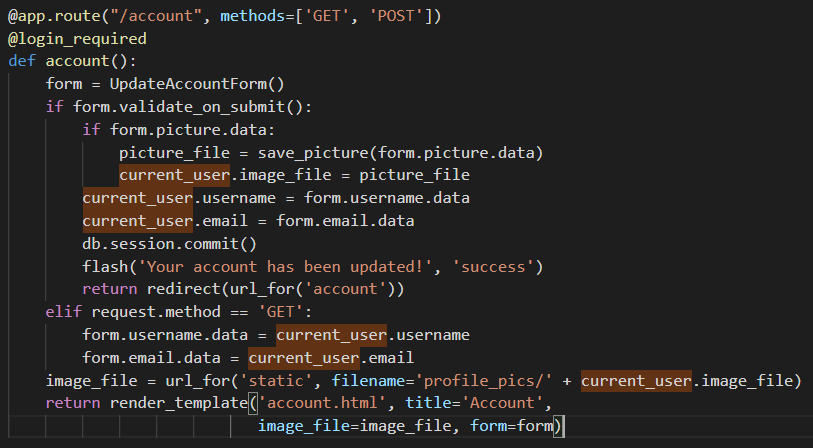 @app.route("/account", methods=['GET', 'POST'])
@login_required
def account():
    form = UpdateAccountForm()
    if form.validate_on_submit():
        if form.picture.data:
            picture_file = save_picture(form.picture.data)
            current_user.image_file = picture_file
        current_user.username = form.username.data
        current_user.email = form.email.data
        db.session.commit()
        flash('Your account has been updated!', 'success')
        return redirect(url_for('account'))
    elif request.method == 'GET':
        form.username.data = current_user.username
        form.email.data = current_user.email
    image_file = url_for('static', filename='profile_pics/' + current_user.image_file)
    return render_template('account.html', title='Account',
                           image_file=image_file, form=form)